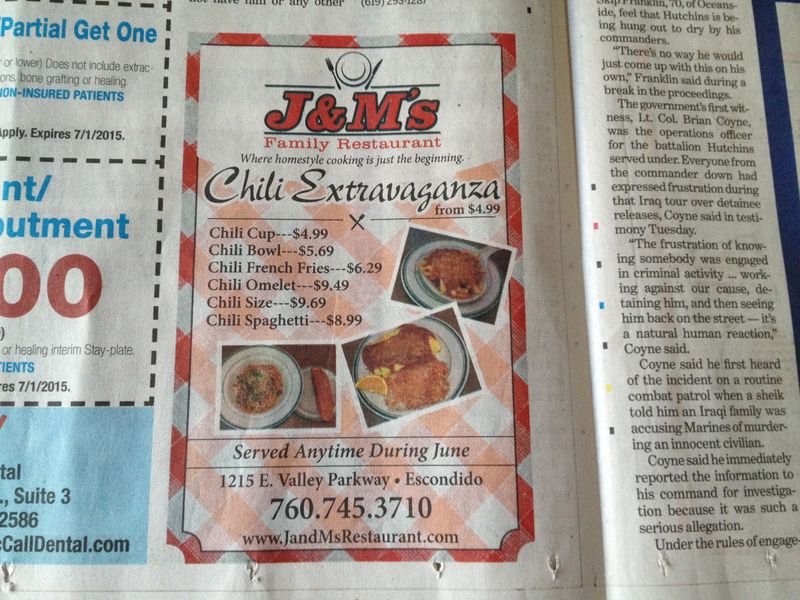 Partial Get One
or lower) Does not include extrac-
ons, bone grafting or healing.
NON-INSURED PATIENTS
Apply. Expires 7/1/2015.
nt/
utment
00
or healing interim Stay-plate.
TIENTS
res 7/1/2015.
tal
., Suite 3
2586
cCallDental.com
not have him or any other
(619) 293-1287
J&M's
Family Restaurant
Where homestyle cooking is just the beginning.
Chili Extravaganza
from $4.99
Chili Cup---$4.99
Chili Bowl---$5.69
Chili French Fries---$6.29
Chili Omelet---$9.49
Chili Size---$9.69
Chili Spaghetti---$8.99
Served Anytime During June
1215 E. Valley Parkway • Escondido
760.745.3710
www.JandMsRestaurant.com
Skip Franklin, 70, of Oceans-
ide, feel that Hutchins is be-
ing hung out to dry by his
commanders.
"There's no way he would
just come up with this on his
own," Franklin said during a
break in the proceedings.
The government's first wit-
ness, Lt. Col. Brian Coyne,
was the operations officer
for the battalion Hutchins
served under. Everyone from
the commander down had
expressed frustration during
that Iraq tour over detainee
releases, Coyne said in testi-
mony Tuesday.
"The frustration of know-
ing somebody was engaged
in criminal activity ... work-
ing against our cause, de-
taining him, and then seeing
him back on the street — it's
a natural human reaction,"
Coyne said.
Coyne said he first heard
of the incident on a routine
combat patrol when a sheik
told him an Iraqi family was
accusing Marines of murder-
ing an innocent civilian.
Coyne said he immediately
reported the information to
his command for investiga-
tion because it was such a
serious allegation.
Under the rules of engage-